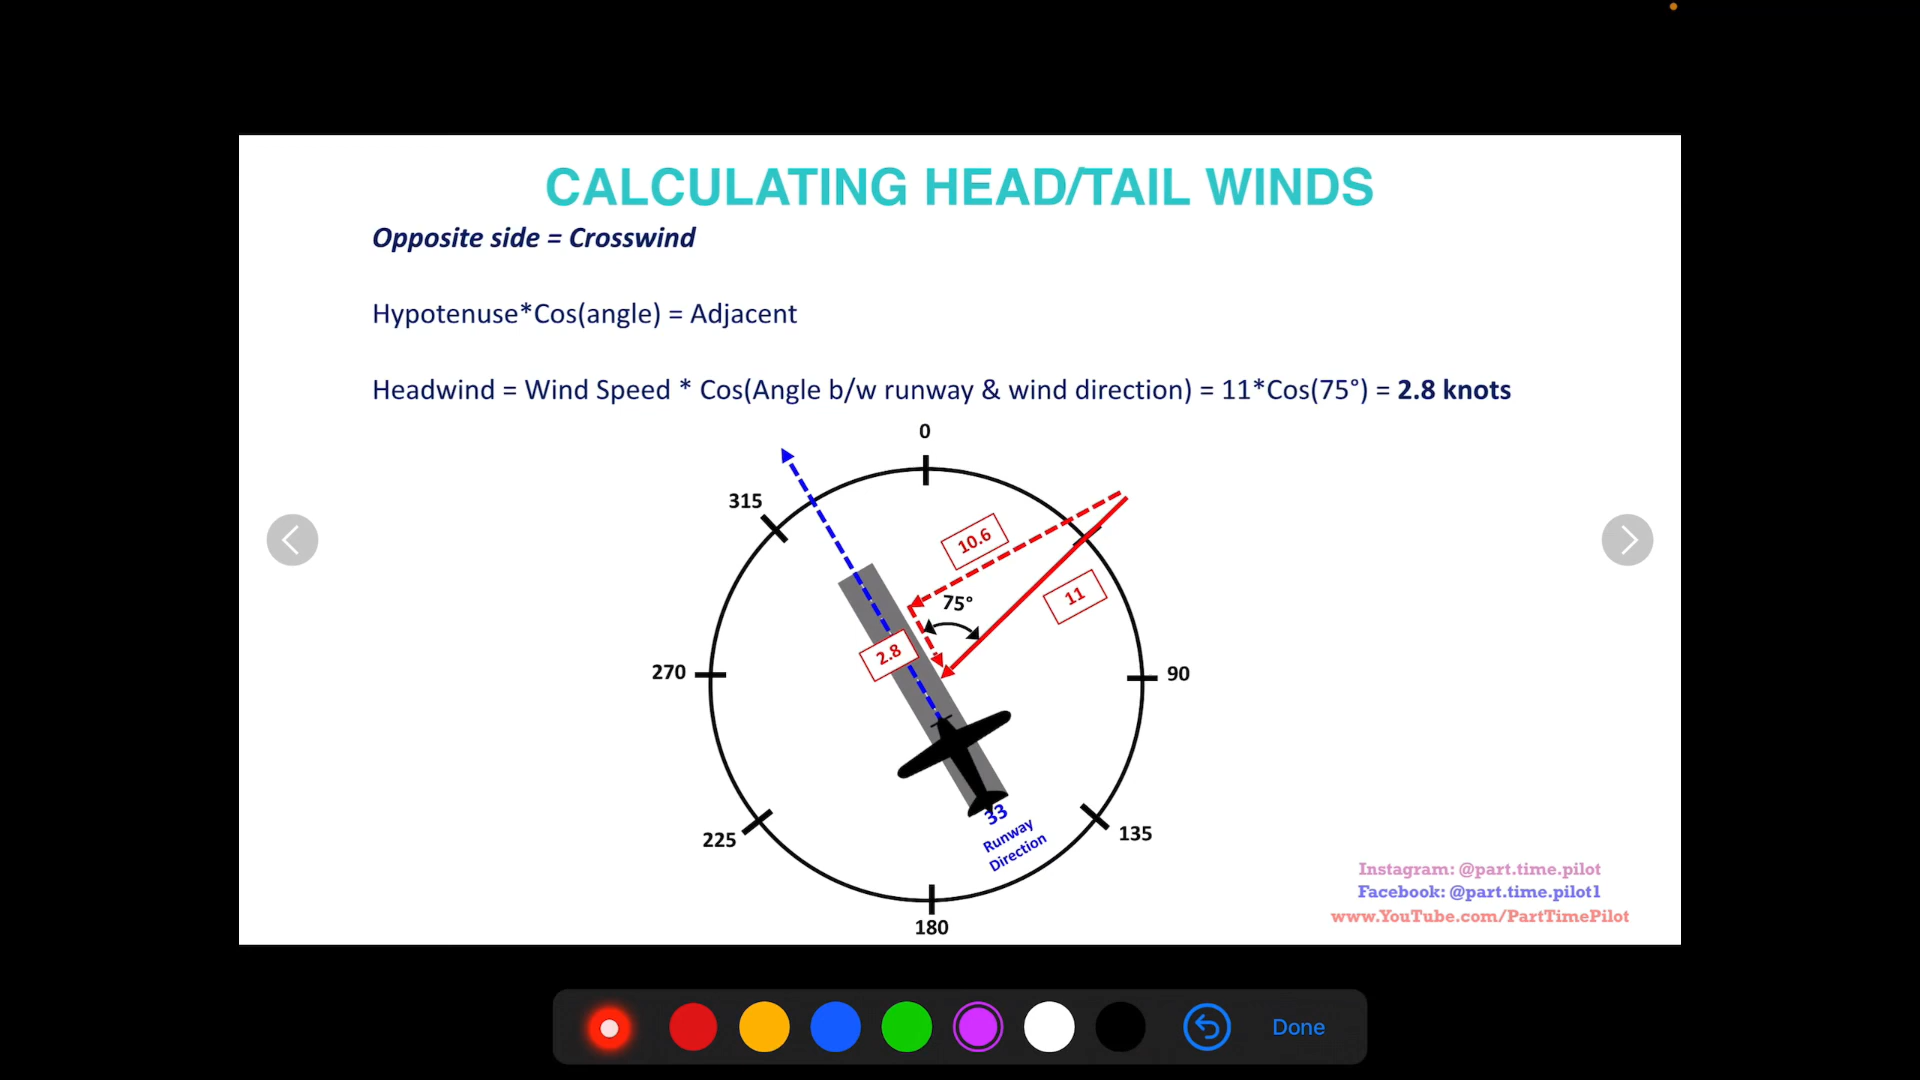 CALCULATING HEAD/TAIL WINDS
Opposite side = Crosswind
Hypotenuse*Cos(angle) = Adjacent
Headwind = Wind Speed * Cos(Angle b/w runway & wind direction) = 11*Cos(75°) = 2.8 knots
0
315
10.6
11
75°
2.8
270
90
33
Runway
Direction
225
135
180
Instagram: @part.time.pilot
Facebook: @part.time.pilot1
www.YouTube.com/PartTimePilot
Done